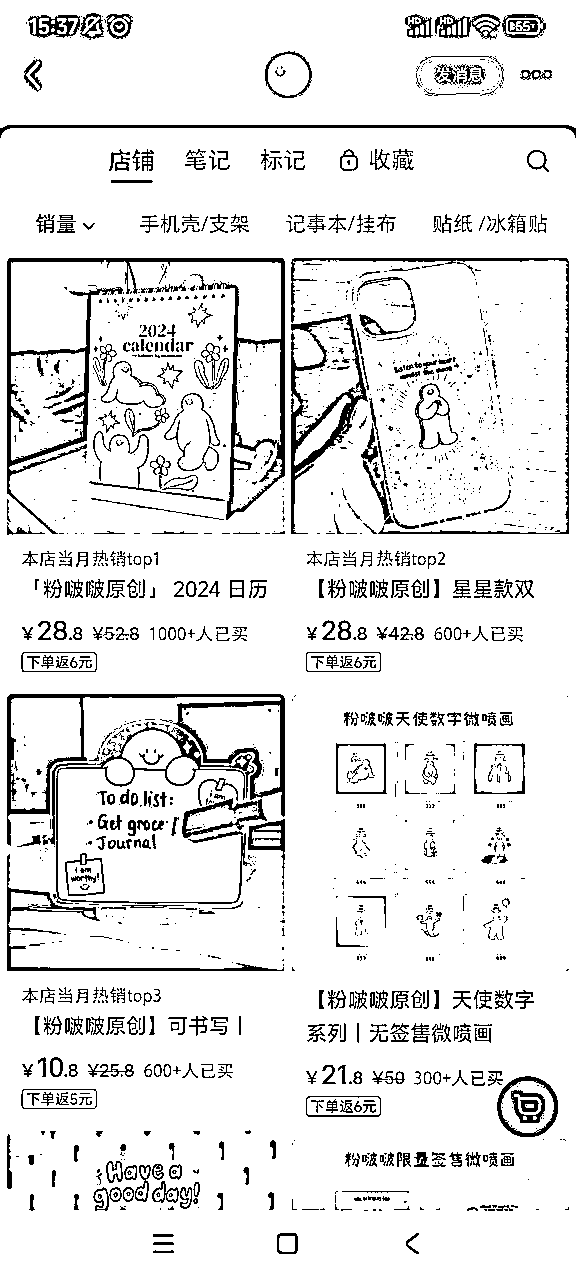 15:37
发消息
店铺 笔记 标记 收藏
销量 手机壳/支架 记事本/挂布 贴纸 /冰箱贴
2024
calendar
本店当月热销top1
「粉啵啵原创」 2024 日历
¥28.8 ¥52.8 1000+人已买
下单返6元
本店当月热销top2
【粉啵啵原创】星星款双
¥28.8 ¥42.8 600+人已买
下单返6元
To do list:
· Get groce
· Journal
I am
worthy!
I am
本店当月热销top3
【粉啵啵原创】可书写丨
¥10.8 ¥25.8 600+人已买
下单返5元
粉啵啵天使数字微喷画
【粉啵啵原创】天使数字
系列丨无签售微喷画
¥21.8 ¥50 300+人已买
下单返6元
Have a
good day!
粉啵啵限量签售微喷画